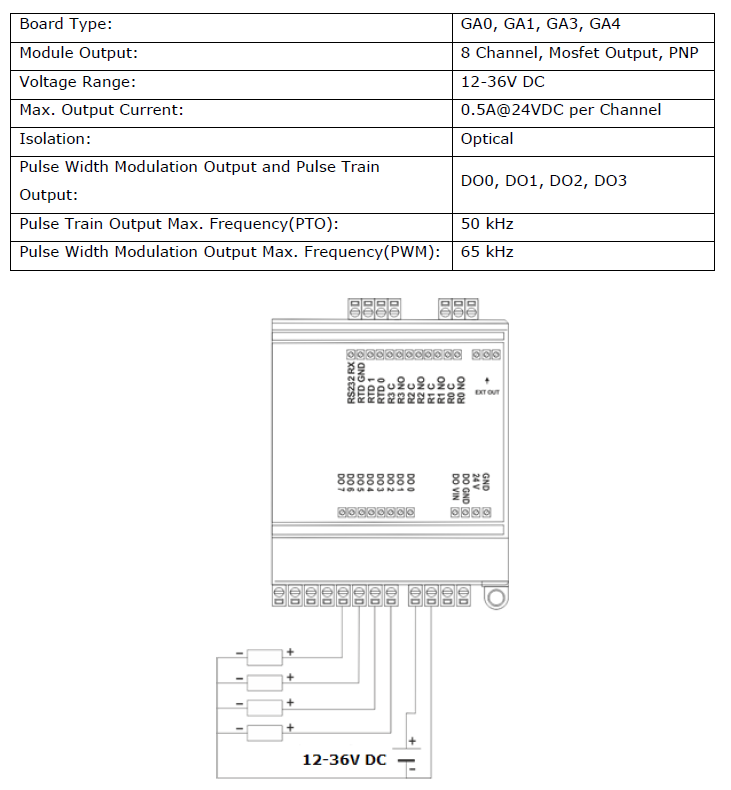 Board Type: GA0, GA1, GA3, GA4
Module Output: 8 Channel, Mosfet Output, PNP
Voltage Range: 12-36V DC
Max. Output Current: 0.5A@24VDC per Channel
Isolation: Optical
Pulse Width Modulation Output and Pulse Train
Output:
DO0, DO1, DO2, DO3
Pulse Train Output Max. Frequency(PTO): 50 kHz
Pulse Width Modulation Output Max. Frequency(PWM): 65 kHz
RS232 RX
RTD GND
RTD 1
RTD 0
R3 C
R3 NO
R2 C
R2 NO
R1 C
R1 NO
R0 C
R0 NO
EXT OUT
DO 7
DO 6
DO 5
DO 4
DO 3
DO 2
DO 1
DO 0
DO VIN
DO GND
24 V
GND
- +
- +
- +
- +
+
12-36V DC
-